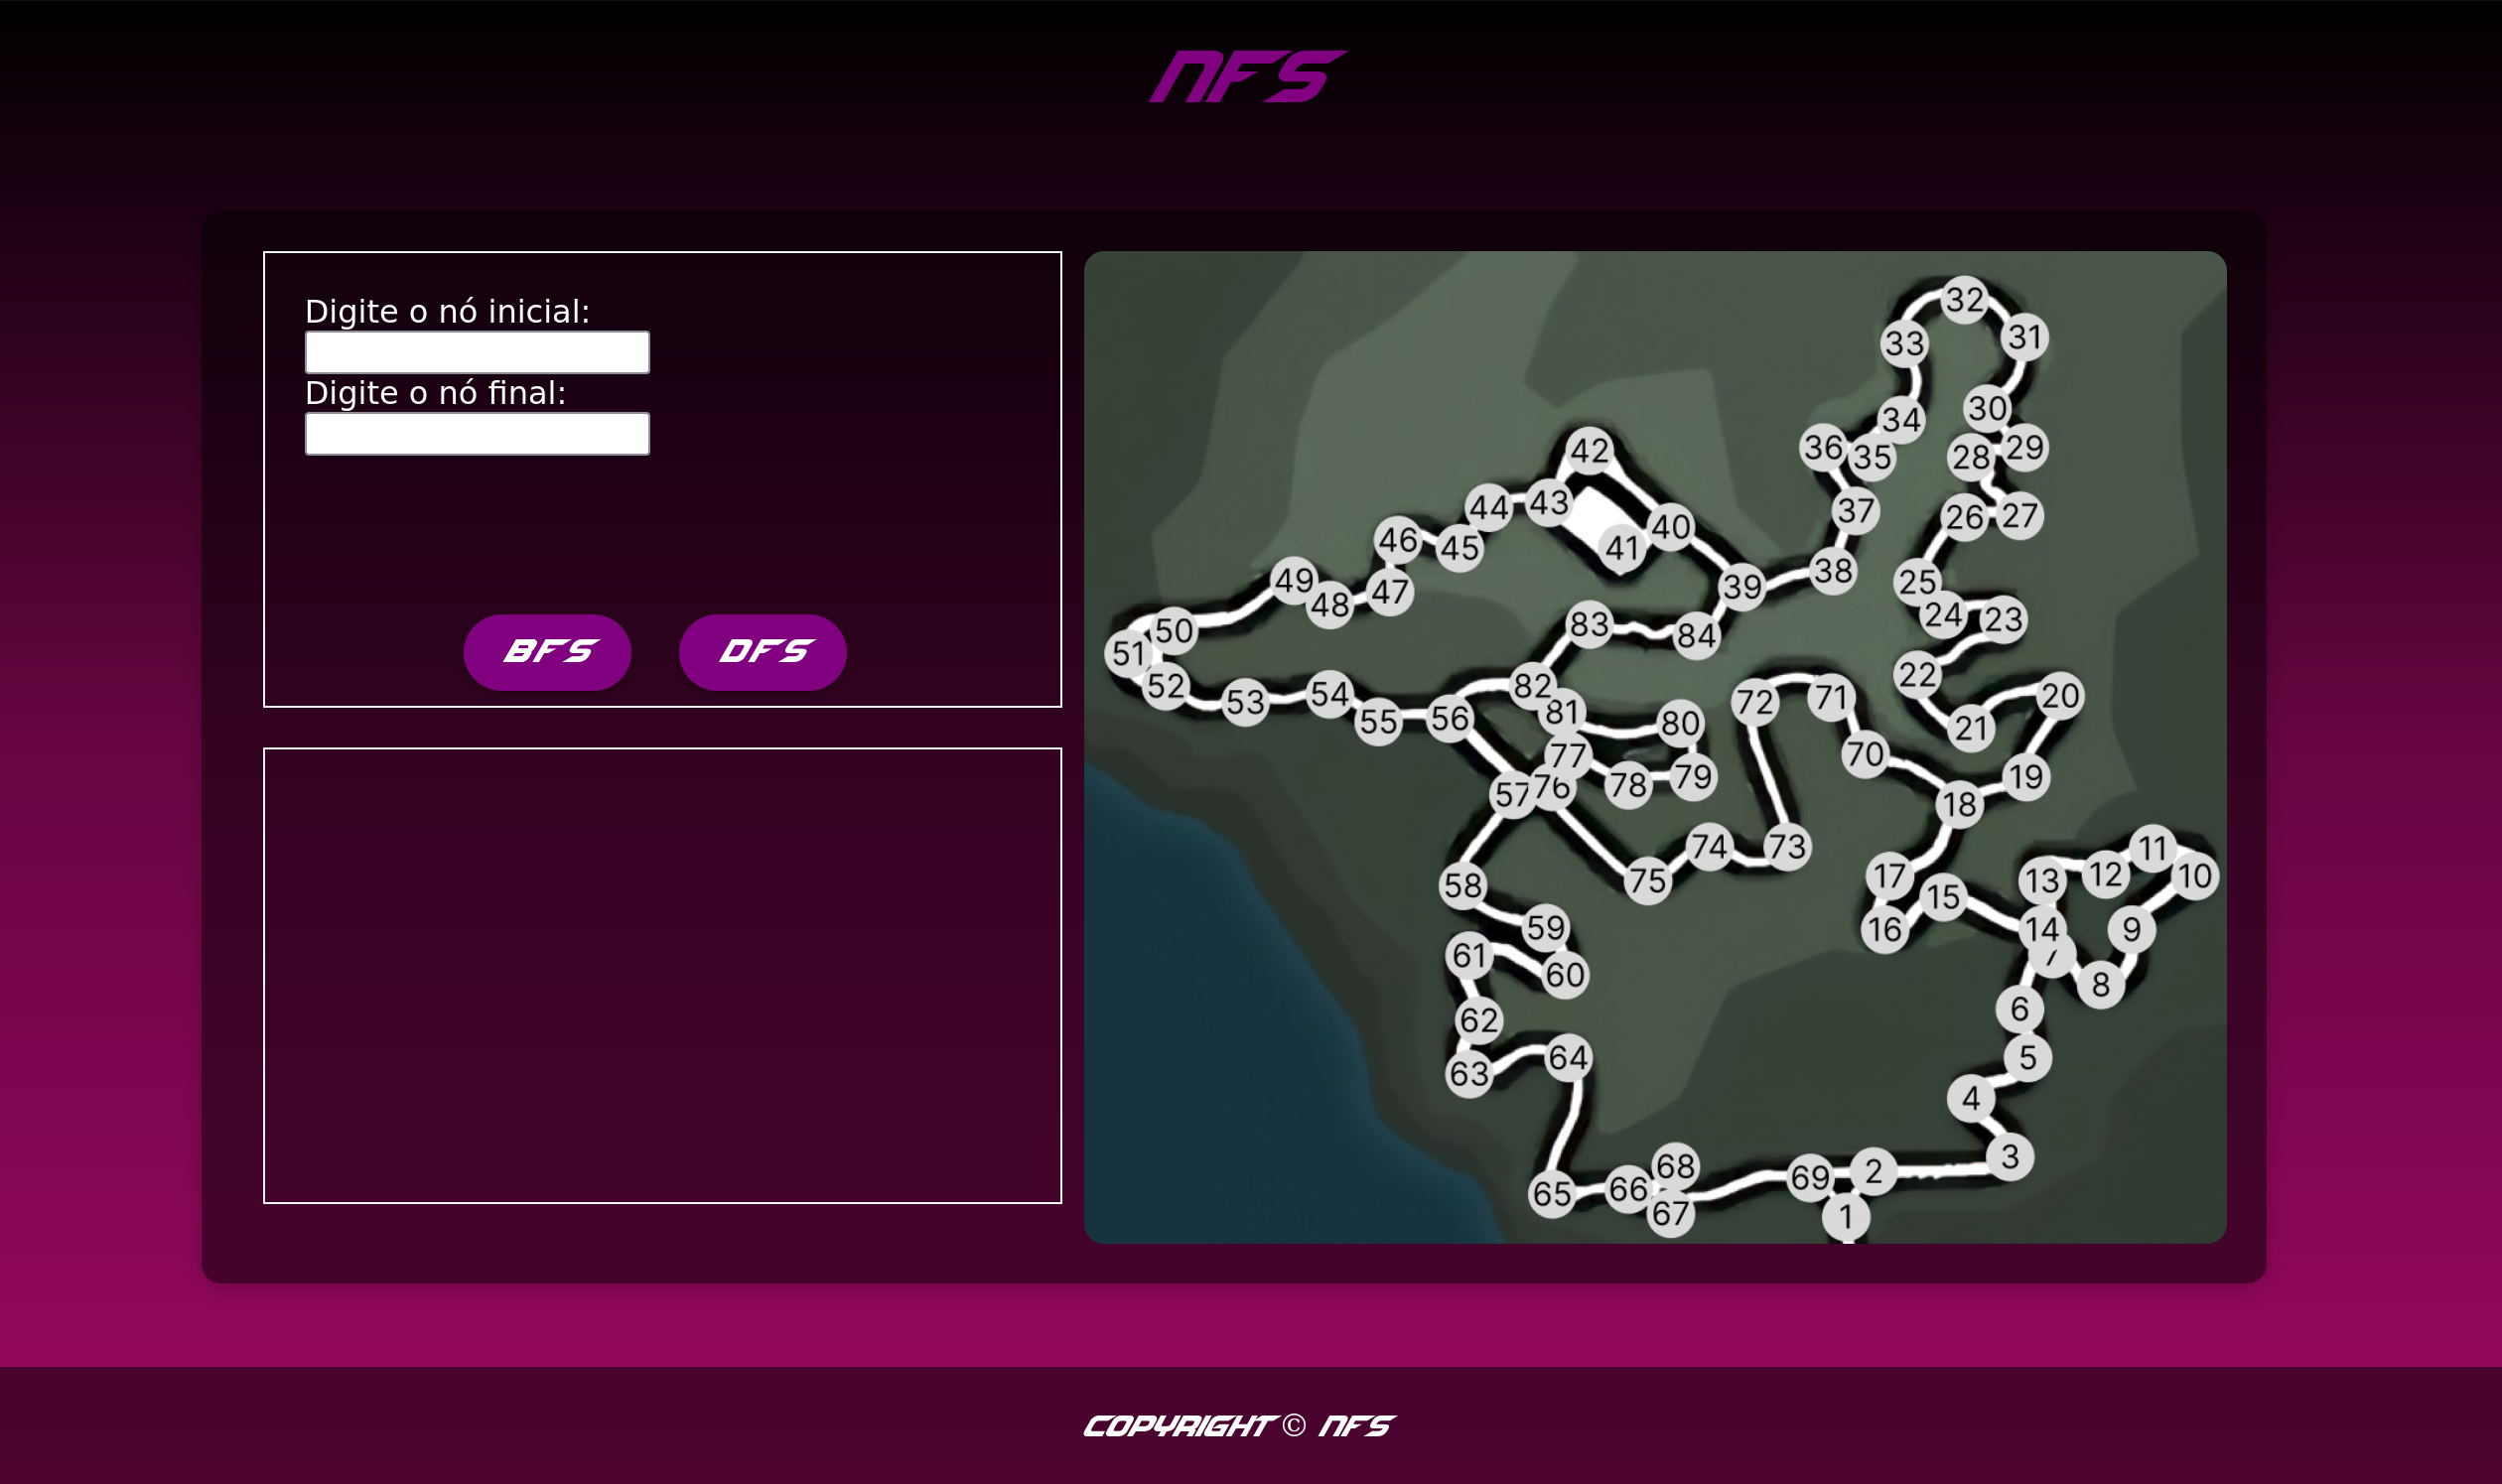 NFS
Digite o nó inicial:
Digite o nó final:
BFS DFS
32
31
33
30
34
36 35 28 29
42
44 43 37 26 27
46 45 41 40
49 48 47 39 38 25
24 23
50 83 84
51
52 53 54 82 22 20
55 56 81 80 72 71 21
77 70
57 76 78 79 18 19
58 75 74 73 17 13 12 11 10
15
59 16 14 9
61 60 7 8
62 6
63 64 5
4
3
65 66 68 69 2
67 1
COPYRIGHT © NFS